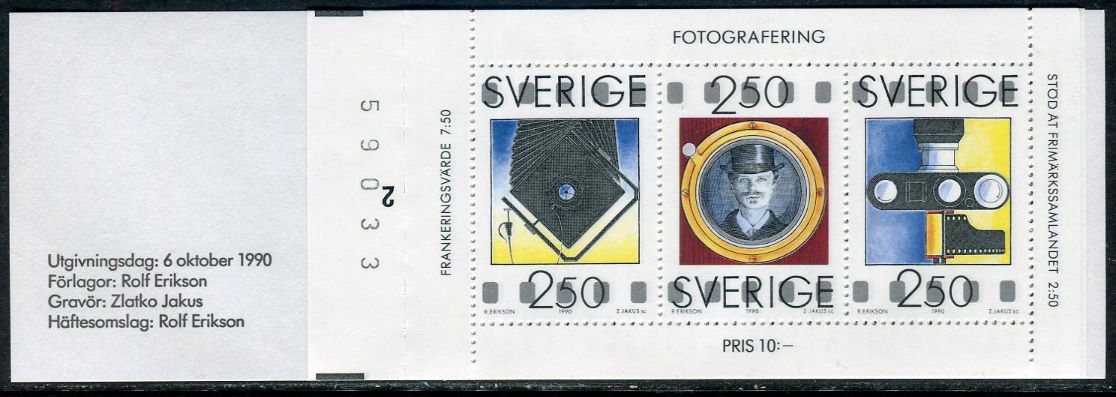 Utgivningsdag: 6 oktober 1990
Förlagor: Rolf Erikson
Gravör: Zlatko Jakus
Häftesomslag: Rolf Erikson
590233
2
FRANKERINGSVÄRDE 7:50
FOTOGRAFERING
SVERIGE
2.50
R. ERIKSON 1990 Z. JAKUS sc
2.50
SVERIGE
R. ERIKSON 1990 Z. JAKUS sc
SVERIGE
2.50
R. ERIKSON 1990 Z. JAKUS sc
PRIS 10:–
STÖD ÅT FRIMÄRKSSAMLANDET 2:50